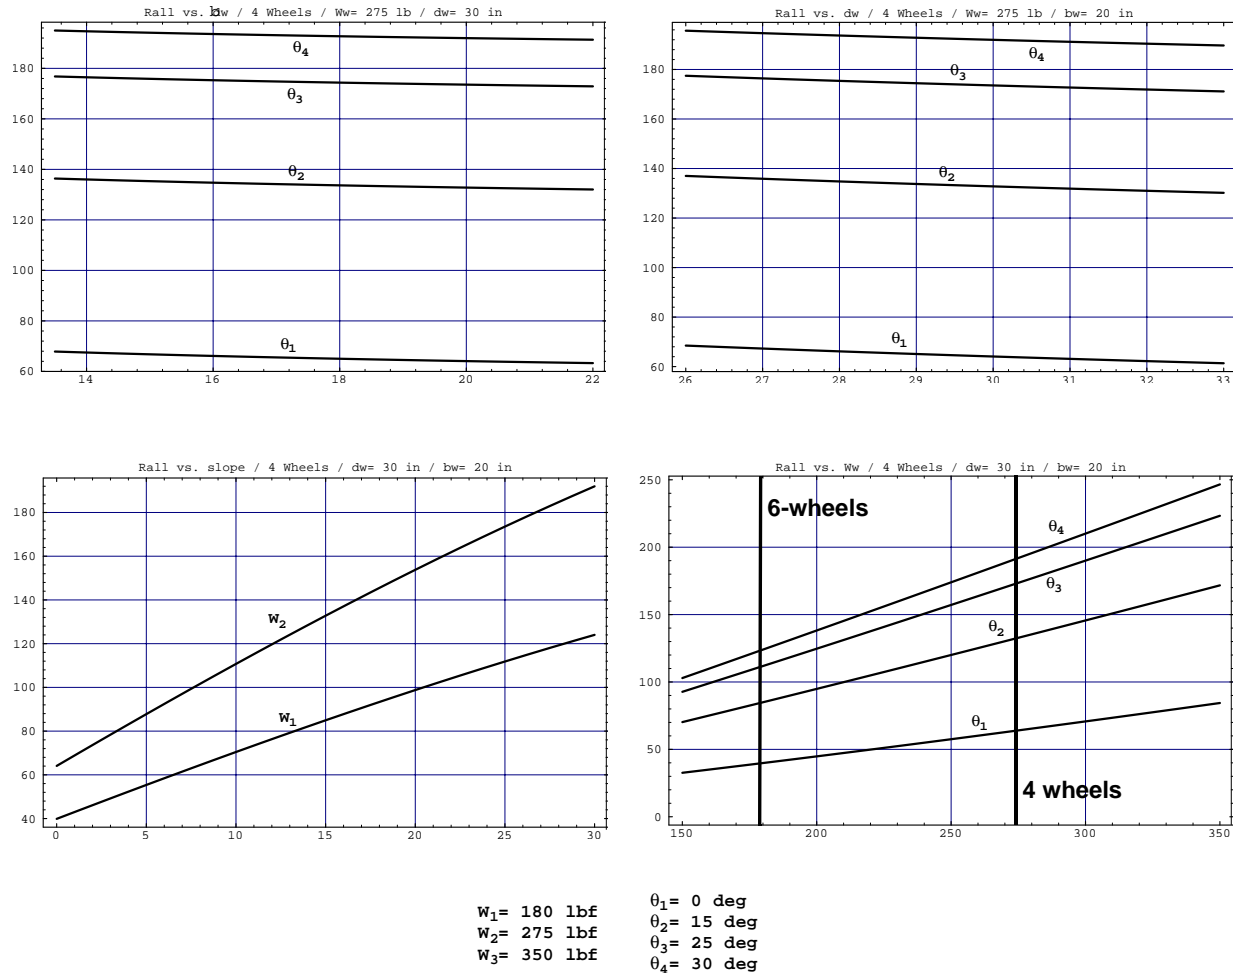 Rall vs. bw / 4 Wheels / Ww= 275 lb / dw= 30 in
180
160
140
120
100
80
60
14
16
18
20
22
θ4
θ3
θ2
θ1
Rall vs. dw / 4 Wheels / Ww= 275 lb / bw= 20 in
180
160
140
120
100
80
60
26
27
28
29
30
31
32
33
θ4
θ3
θ2
θ1
Rall vs. slope / 4 Wheels / dw= 30 in / bw= 20 in
180
160
140
120
100
80
60
40
0
5
10
15
20
25
30
W2
W1
Rall vs. Ww / 4 Wheels / dw= 30 in / bw= 20 in
250
200
150
100
50
0
150
200
250
300
350
6-wheels
θ4
θ3
θ2
θ1
4 wheels
W1= 180 lbf
W2= 275 lbf
W3= 350 lbf
θ1= 0 deg
θ2= 15 deg
θ3= 25 deg
θ4= 30 deg